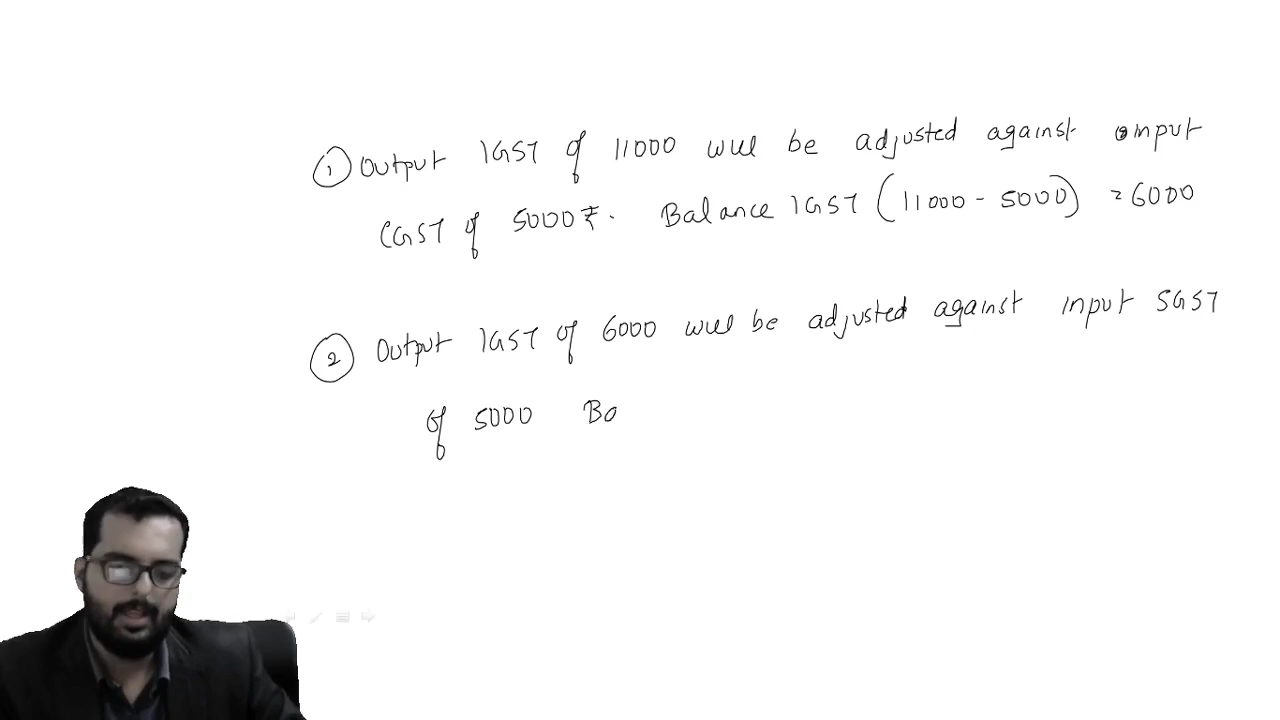 ① Output IGST of 11000 will be adjusted against input
CGST of 5000 ₹. Balance IGST (11000 - 5000) = 6000
② Output IGST of 6000 will be adjusted against input SGST
of 5000 Ba